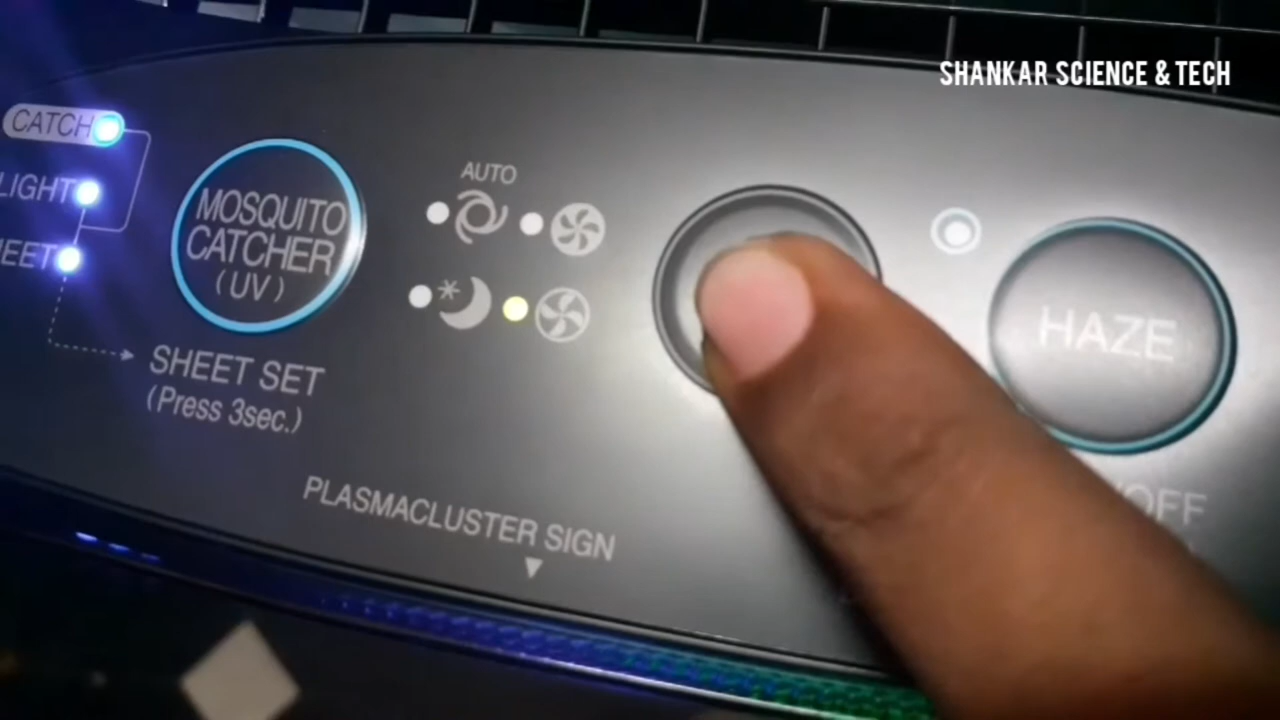 SHANKAR SCIENCE & TECH
CATCH
LIGHT
MOSQUITO
CATCHER
(UV)
SHEET SET
(Press 3sec.)
AUTO
HAZE
PLASMACLUSTER SIGN